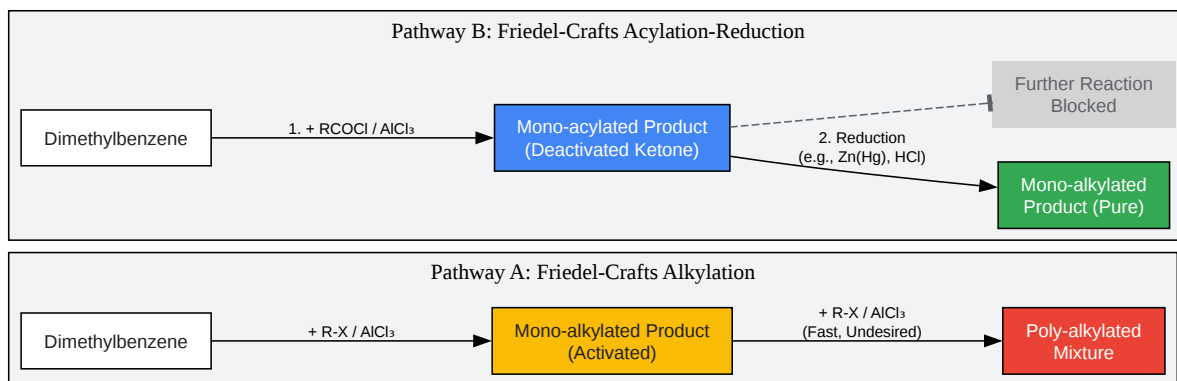 Pathway B: Friedel-Crafts Acylation-Reduction
Further Reaction
Blocked
Dimethylbenzene
1. + RCOCl / AlCl₃
Mono-acylated Product
(Deactivated Ketone)
2. Reduction
(e.g., Zn(Hg), HCl)
Mono-alkylated
Product (Pure)
Pathway A: Friedel-Crafts Alkylation
Dimethylbenzene
+ R-X / AlCl₃
Mono-alkylated Product
(Activated)
+ R-X / AlCl₃
(Fast, Undesired)
Poly-alkylated
Mixture